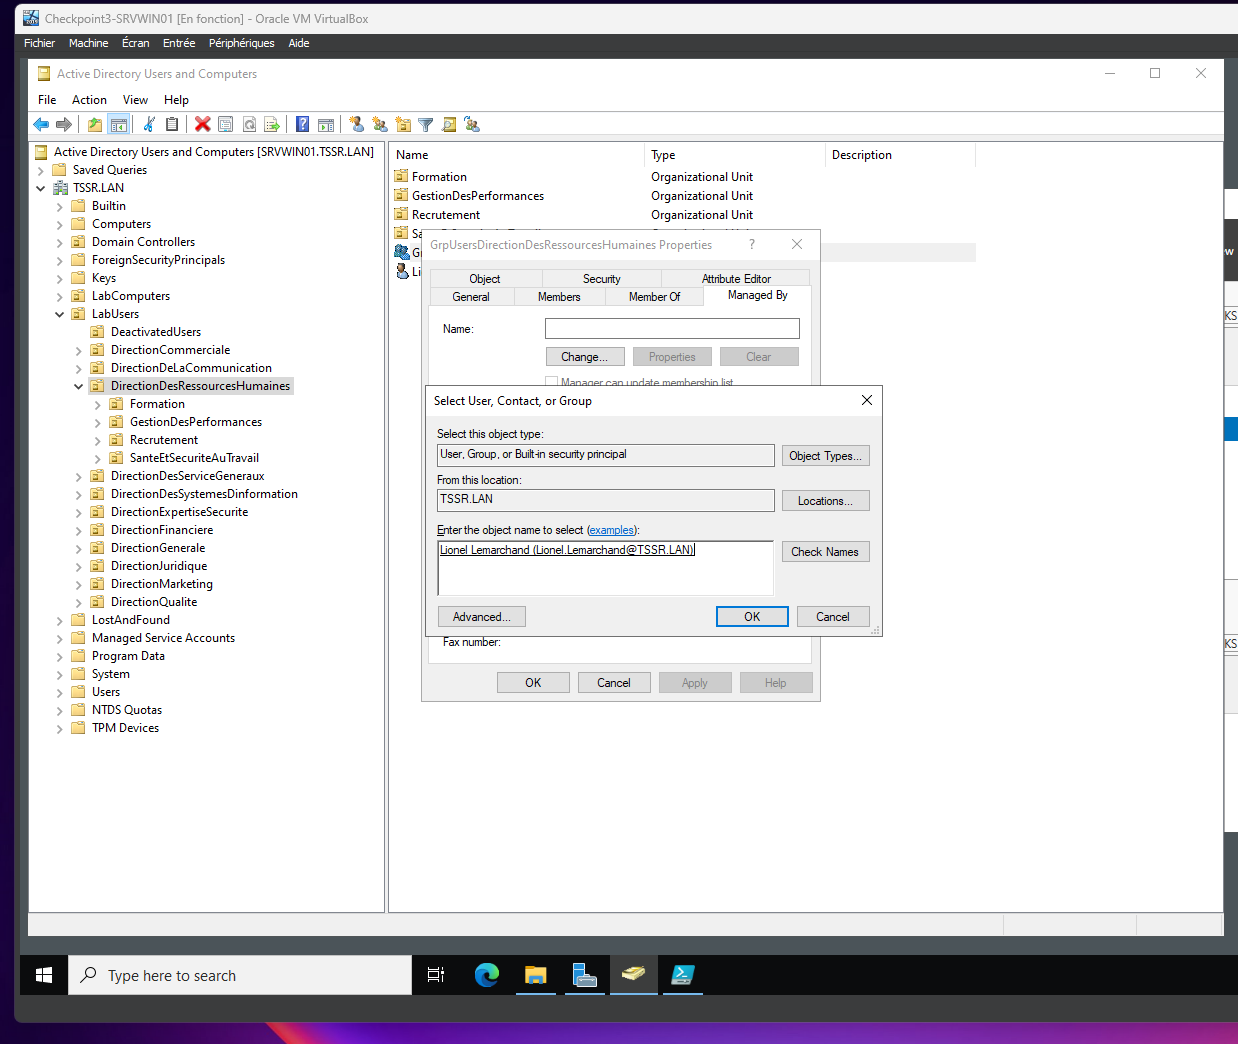 Checkpoint3-SRVWIN01 [En fonction] - Oracle VM VirtualBox
Fichier Machine Écran Entrée Périphériques Aide
Active Directory Users and Computers
File Action View Help
Active Directory Users and Computers [SRVWIN01.TSSR.LAN]
Saved Queries
TSSR.LAN
Builtin
Computers
Domain Controllers
ForeignSecurityPrincipals
Keys
LabComputers
LabUsers
DeactivatedUsers
DirectionCommerciale
DirectionDeLaCommunication
DirectionDesRessourcesHumaines
Formation
GestionDesPerformances
Recrutement
SanteEtSecuriteAuTravail
DirectionDesServiceGeneraux
DirectionDesSystemesDinformation
DirectionExpertiseSecurite
DirectionFinanciere
DirectionGenerale
DirectionJuridique
DirectionMarketing
DirectionQualite
LostAndFound
Managed Service Accounts
Program Data
System
Users
NTDS Quotas
TPM Devices
Name Type Description
Formation Organizational Unit
GestionDesPerformances Organizational Unit
Recrutement Organizational Unit
GrpUsersDirectionDesRessourcesHumaines Properties ?
Object Security Attribute Editor
General Members Member Of Managed By
Name:
Change... Properties Clear
Manager can update membership list
Select User, Contact, or Group
Select this object type:
User, Group, or Built-in security principal Object Types...
From this location:
TSSR.LAN Locations...
Enter the object name to select (examples):
Lionel Lemarchand (Lionel.Lemarchand@TSSR.LAN) Check Names
Advanced... OK Cancel
Fax number:
OK Cancel Apply Help
KS
KS
Type here to search